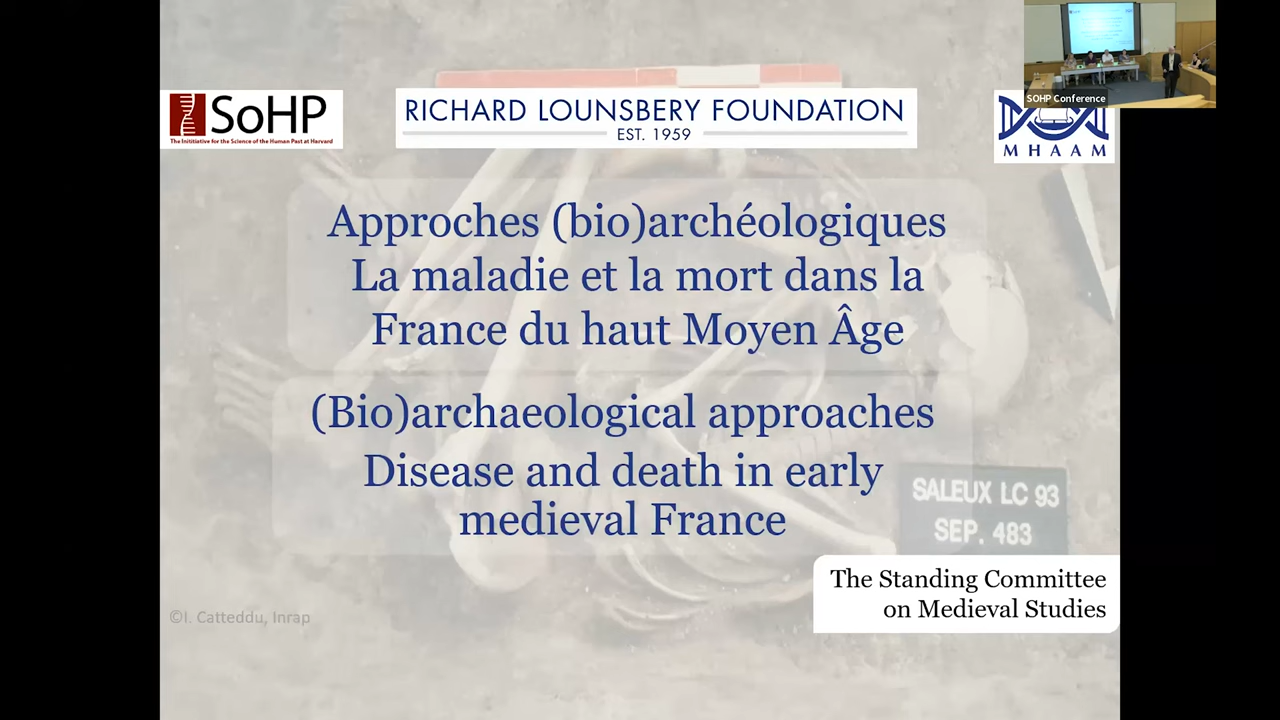 SoHP
The Inititiative for the Science of the Human Past at Harvard
RICHARD LOUNSBERY FOUNDATION
EST. 1959
SOHP Conference
MHAAM
Approches (bio)archéologiques
La maladie et la mort dans la
France du haut Moyen Âge
(Bio)archaeological approaches
Disease and death in early
medieval France
SALEUX LC 93
SEP. 483
The Standing Committee
on Medieval Studies
©I. Catteddu, Inrap